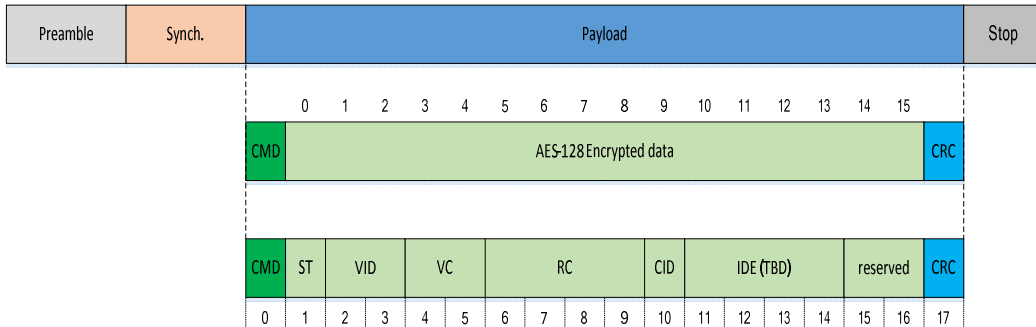 Preamble Synch. Payload Stop
0 1 2 3 4 5 6 7 8 9 10 11 12 13 14 15
CMD AES-128 Encrypted data CRC
CMD ST VID VC RC CID IDE (TBD) reserved CRC
0 1 2 3 4 5 6 7 8 9 10 11 12 13 14 15 16 17